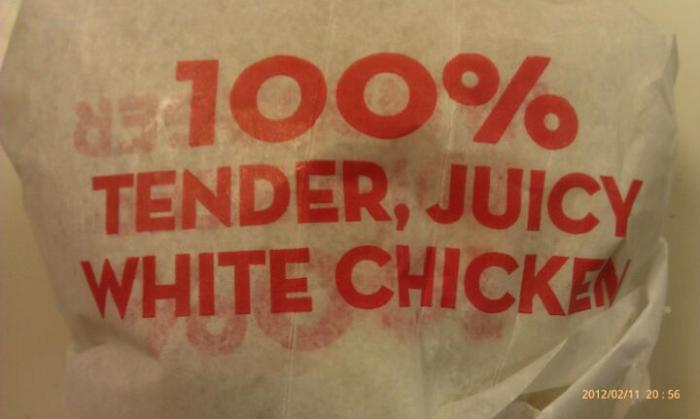 100%
TENDER, JUICY
WHITE CHICKEN
2012/02/11 20:56